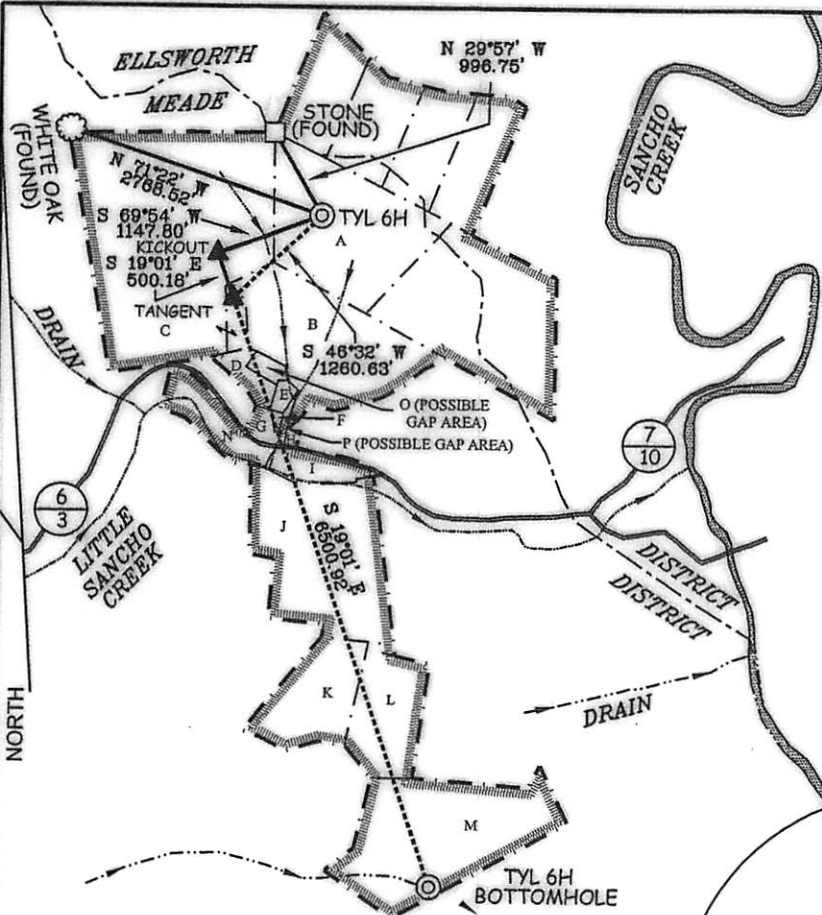 N 29°57' W
996.75'
ELLSWORTH
MEADE
STONE
(FOUND)
WHITE OAK
(FOUND)
SANCHO
CREEK
N 71°22' W
2768.52'
S 69°54' W
1147.80'
TYL 6H
A
KICKOUT
S 19°01' E
500.18'
TANGENT
C
B
S 46°32' W
1260.63'
DRAIN
D
E
O (POSSIBLE
GAP AREA)
F
G
P (POSSIBLE GAP AREA)
H
N
I
7
10
6
3
J
S 19°01' E
6500.92'
LITTLE
SANCHO
CREEK
DISTRICT
DISTRICT
NORTH
K
L
DRAIN
M
TYL 6H
BOTTOMHOLE